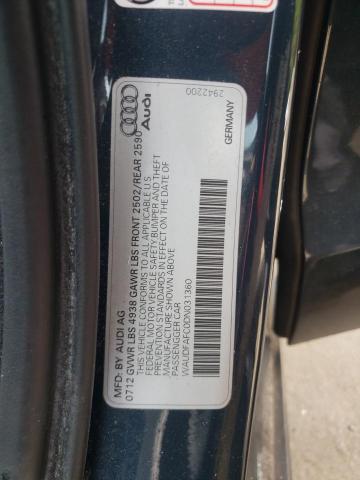 MFD. BY AUDI AG
0712 GVWR LBS 4938 GAWR LBS FRONT 2502/REAR 2590
THIS VEHICLE CONFORMS TO ALL APPLICABLE U.S.
FEDERAL MOTOR VEHICLE SAFETY BUMPER AND THEFT
PREVENTION STANDARDS IN EFFECT ON THE DATE OF
MANUFACTURE SHOWN ABOVE
PASSENGGER CAR
WAUDFAFC0DN031360
Audi
GERMANY
2942200